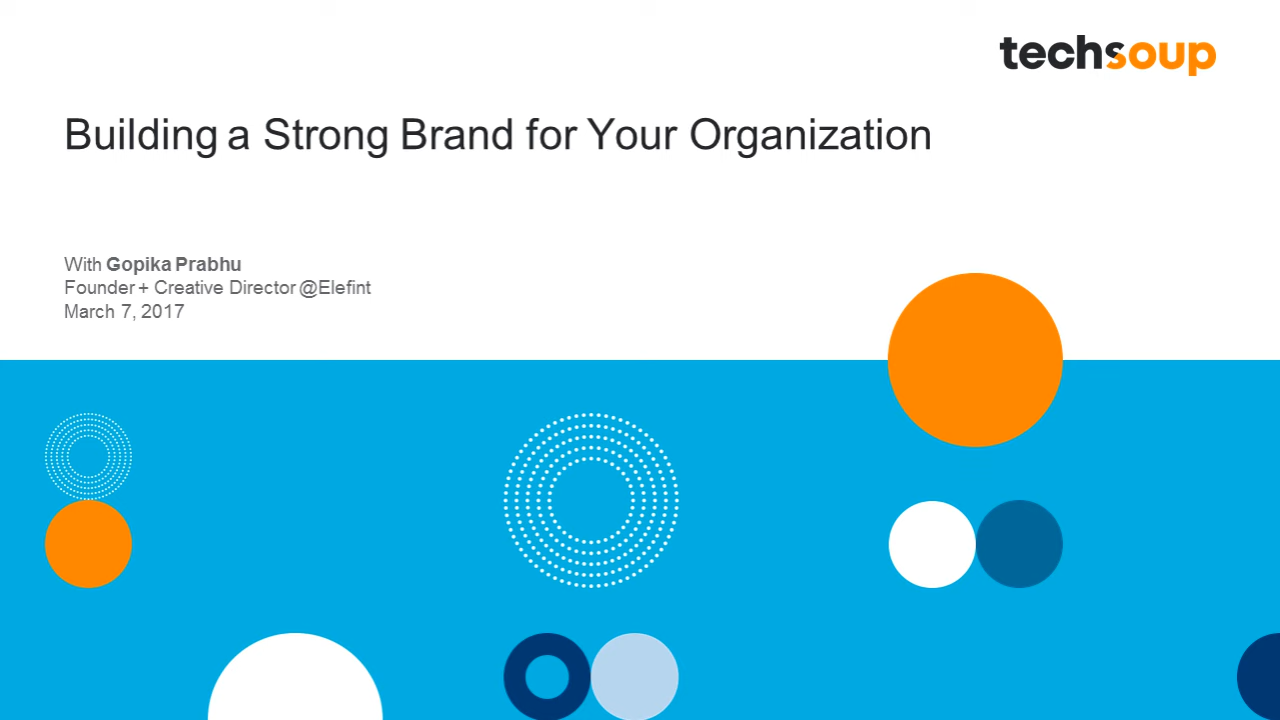 techsoup
Building a Strong Brand for Your Organization
With Gopika Prabhu
Founder + Creative Director @Elefint
March 7, 2017